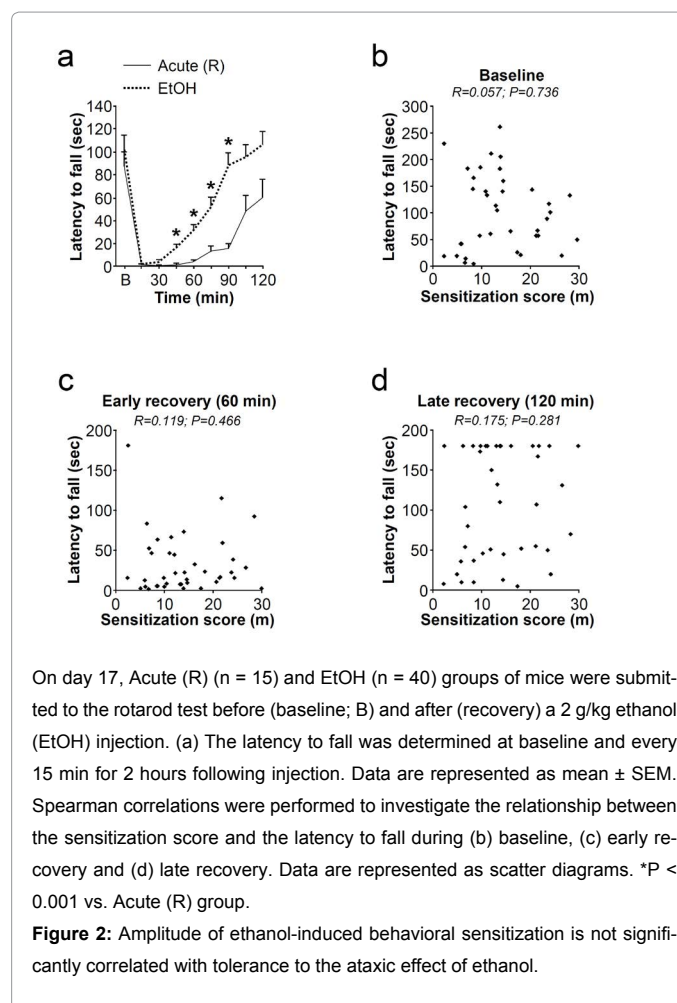 a
Acute (R)
EtOH
Latency to fall (sec)
140
120
100
80
60
40
20
0
* * * *
B 30 60 90 120
Time (min)
b
Baseline
R=0.057; P=0.736
Latency to fall (sec)
300
250
200
150
100
50
0
0 10 20 30
Sensitization score (m)
c
Early recovery (60 min)
R=0.119; P=0.466
Latency to fall (sec)
200
150
100
50
0
0 10 20 30
Sensitization score (m)
d
Late recovery (120 min)
R=0.175; P=0.281
Latency to fall (sec)
200
150
100
50
0
0 10 20 30
Sensitization score (m)
On day 17, Acute (R) (n = 15) and EtOH (n = 40) groups of mice were submit-
ted to the rotarod test before (baseline; B) and after (recovery) a 2 g/kg ethanol
(EtOH) injection. (a) The latency to fall was determined at baseline and every
15 min for 2 hours following injection. Data are represented as mean ± SEM.
Spearman correlations were performed to investigate the relationship between
the sensitization score and the latency to fall during (b) baseline, (c) early re-
covery and (d) late recovery. Data are represented as scatter diagrams. *P <
0.001 vs. Acute (R) group.
Figure 2: Amplitude of ethanol-induced behavioral sensitization is not signifi-
cantly correlated with tolerance to the ataxic effect of ethanol.